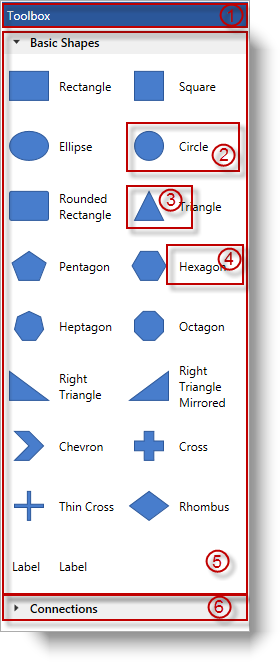 Toolbox 1
Basic Shapes
Rectangle Square
Ellipse Circle 2
3
Rounded Rectangle Triangle
4
Pentagon Hexagon
Heptagon Octagon
Right Triangle Right Triangle Mirrored
Chevron Cross
Thin Cross Rhombus
Label Label 5
Connections 6